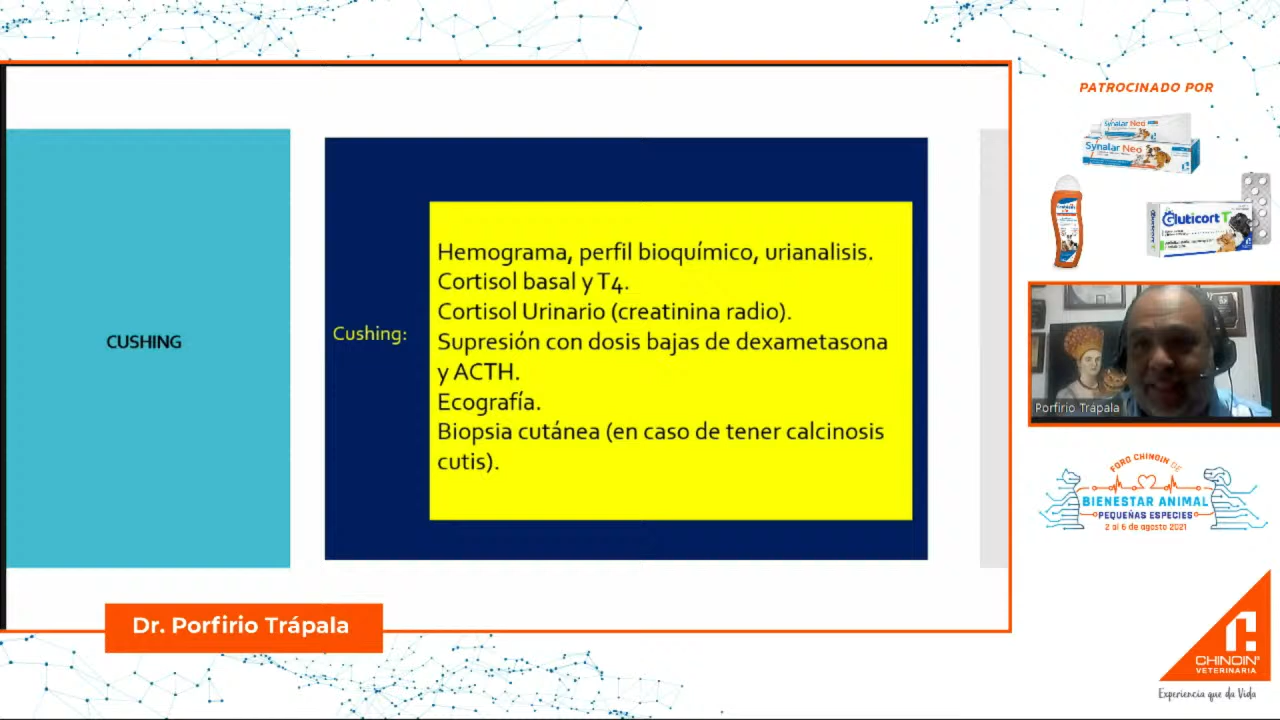 PATROCINADO POR
Synalar Neo
Synalar Neo
Gluticort T
CUSHING
Cushing:
Hemograma, perfil bioquímico, urianalisis.
Cortisol basal y T4.
Cortisol Urinario (creatinina radio).
Supresión con dosis bajas de dexametasona
y ACTH.
Ecografía.
Biopsia cutánea (en caso de tener calcinosis
cutis).
Porfirio Trápala
FORO CHINOIN DE
BIENESTAR ANIMAL
PEQUEÑAS ESPECIES
2 al 6 de agosto 2021
Dr. Porfirio Trápala
CHINOIN®
VETERINARIA
Experiencia que da Vida